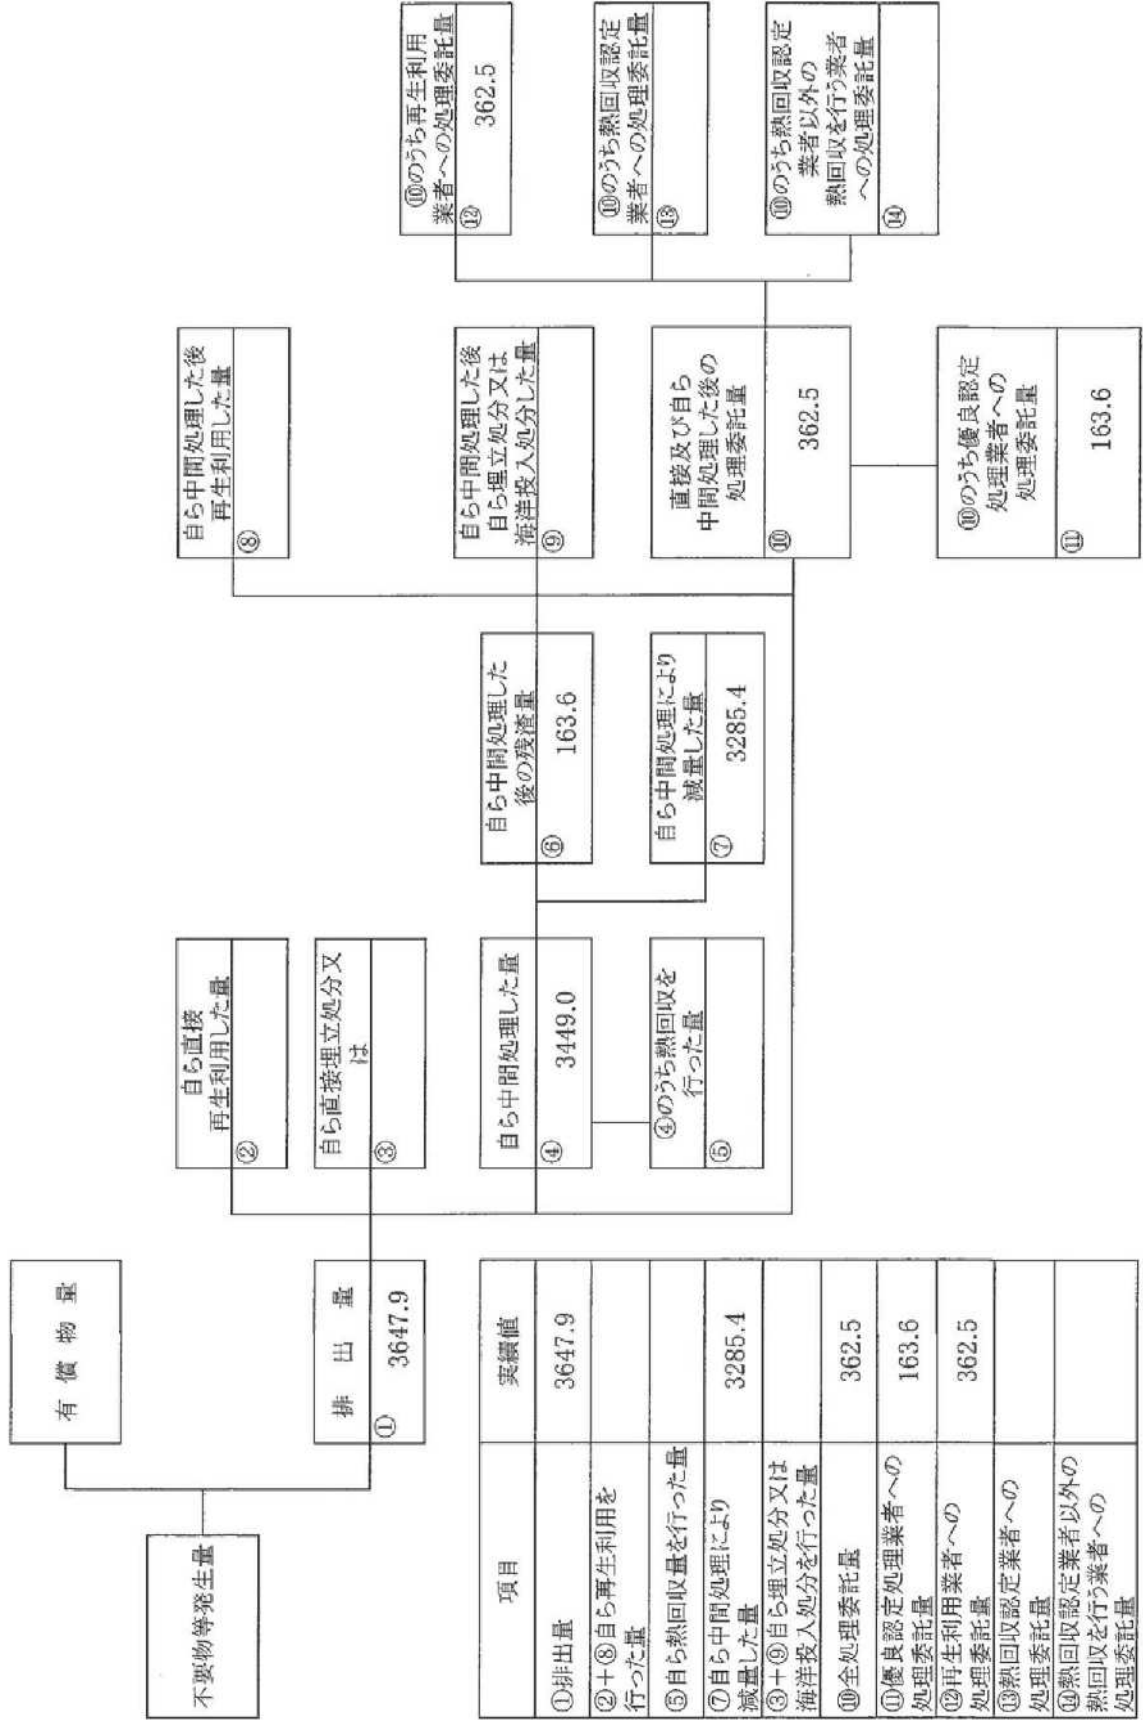 不要物等発生量
有償物量
排出量
①
3647.9
自ら直接
再生利用した量
②
自ら直接埋立処分又
は
③
自ら中間処理した量
④
3449.0
④のうち熱回収を
行った量
⑤
自ら中間処理した
後の残渣量
⑥
163.6
自ら中間処理により
減量した量
⑦
3285.4
自ら中間処理した後
再生利用した量
⑧
自ら中間処理した後
自ら埋立処分又は
海洋投入処分した量
⑨
直接及び自ら
中間処理した後の
処理委託量
⑩
362.5
⑩のうち優良認定
処理業者への
処理委託量
⑪
163.6
⑩のうち再生利用
業者への処理委託量
⑫
362.5
⑩のうち熱回収認定
業者への処理委託量
⑬
⑩のうち熱回収認定
業者以外の
熱回収を行う業者
への処理委託量
⑭
項目
実績値
①排出量
3647.9
②＋⑧自ら再生利用を
行った量
⑤自ら熱回収量を行った量
⑦自ら中間処理により
減量した量
3285.4
③＋⑨自ら埋立処分又は
海洋投入処分を行った量
⑩全処理委託量
362.5
⑪優良認定処理業者への
処理委託量
163.6
⑫再生利用業者への
処理委託量
362.5
⑬熱回収認定業者への
処理委託量
⑭熱回収認定業者以外の
熱回収を行う業者への
処理委託量